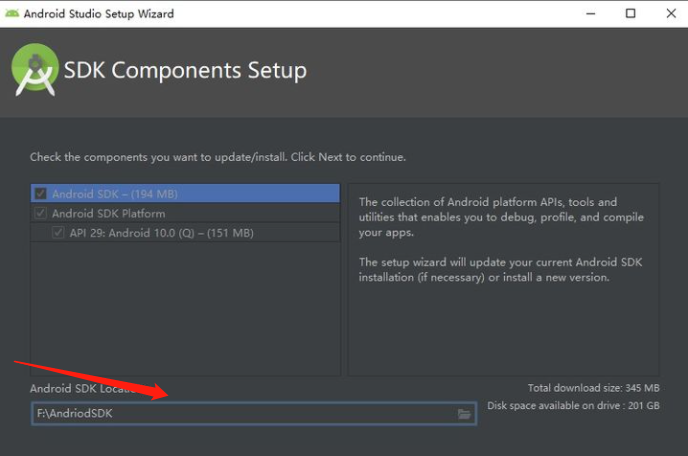 Android Studio Setup Wizard
SDK Components Setup
Check the components you want to update/install. Click Next to continue.
Android SDK – (194 MB)
Android SDK Platform
API 29: Android 10.0 (Q) – (151 MB)
The collection of Android platform APIs, tools and
utilities that enables you to debug, profile, and compile
your apps.
The setup wizard will update your current Android SDK
installation (if necessary) or install a new version.
Android SDK
Total download size: 345 MB
F:\AndriodSDK
Disk space available on drive : 201 GB